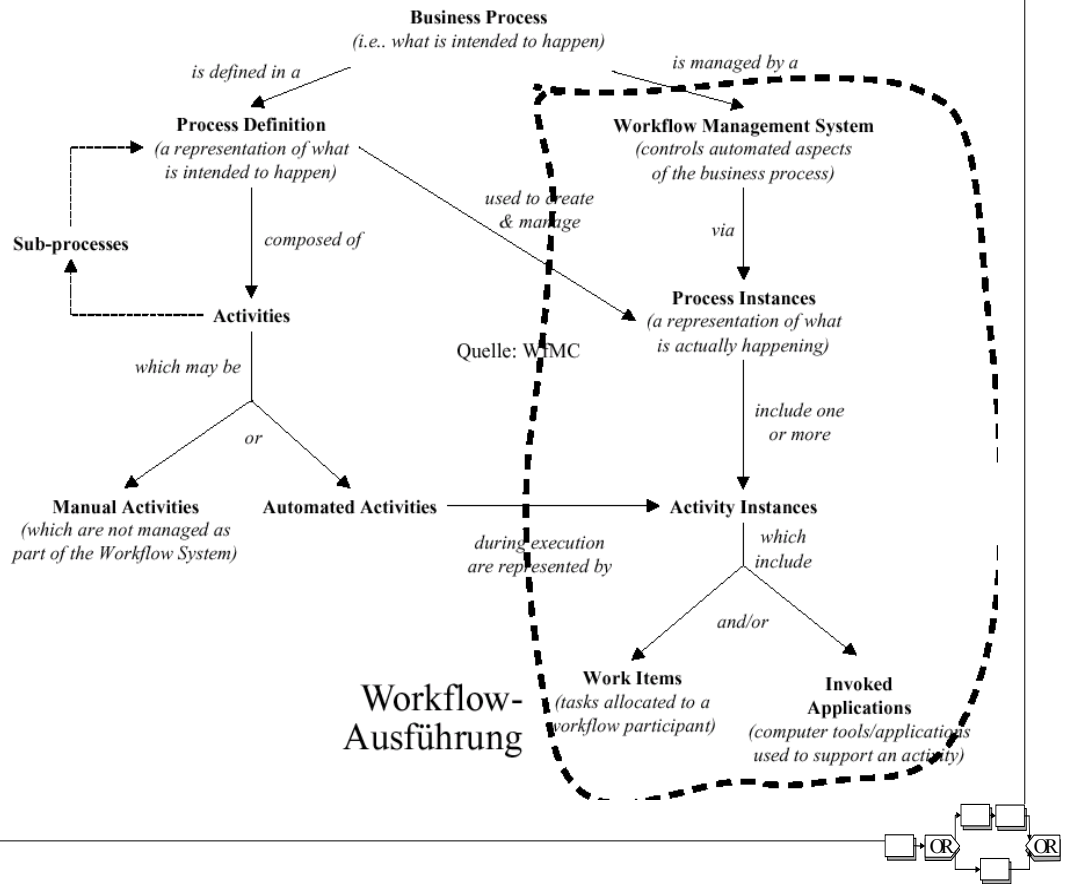 Business Process
(i.e.. what is intended to happen)
is defined in a
is managed by a
Process Definition
(a representation of what
is intended to happen)
Workflow Management System
(controls automated aspects
of the business process)
used to create
& manage
Sub-processes
composed of
via
Activities
Process Instances
(a representation of what
is actually happening)
Quelle: WfMC
which may be
include one
or more
or
Manual Activities
(which are not managed as
part of the Workflow System)
Automated Activities
Activity Instances
during execution
are represented by
which
include
and/or
Work Items
(tasks allocated to a
workflow participant)
Invoked
Applications
(computer tools/applications
used to support an activity)
Workflow-
Ausführung
OR
OR